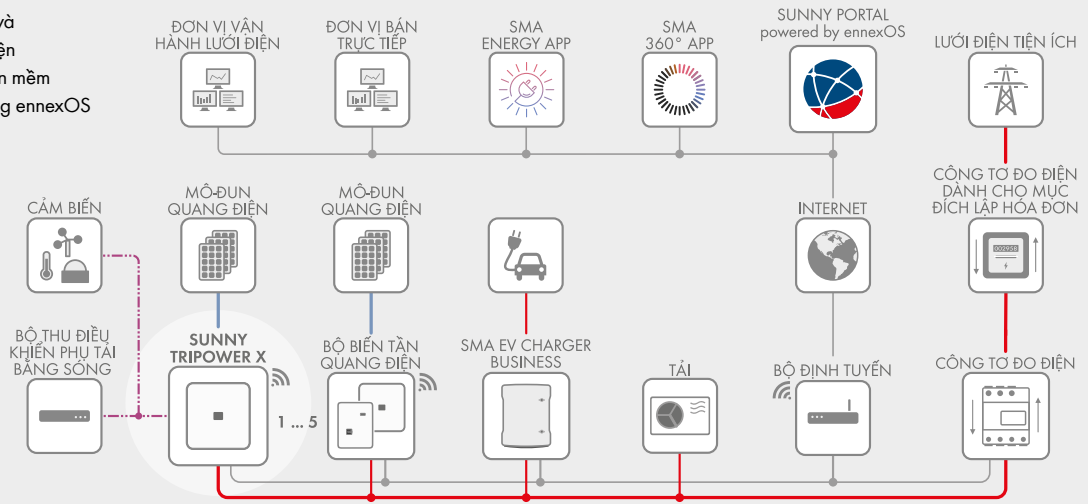 và
ện
n mềm
ng ennexOS
ĐƠN VỊ VẬN
HÀNH LƯỚI ĐIỆN
ĐƠN VỊ BÁN
TRỰC TIẾP
SMA
ENERGY APP
SMA
360° APP
SUNNY PORTAL
powered by ennexOS
LƯỚI ĐIỆN TIỆN ÍCH
CẢM BIẾN
MÔ-ĐUN
QUANG ĐIỆN
MÔ-ĐUN
QUANG ĐIỆN
INTERNET
CÔNG TƠ ĐO ĐIỆN
DÀNH CHO MỤC
ĐÍCH LẬP HÓA ĐƠN
002938
BỘ THU ĐIỀU
KHIỂN PHỤ TẢI
BẰNG SÓNG
SUNNY
TRIPOWER X
1 ... 5
BỘ BIẾN TẦN
QUANG ĐIỆN
SMA EV CHARGER
BUSINESS
TẢI
BỘ ĐỊNH TUYẾN
CÔNG TƠ ĐO ĐIỆN